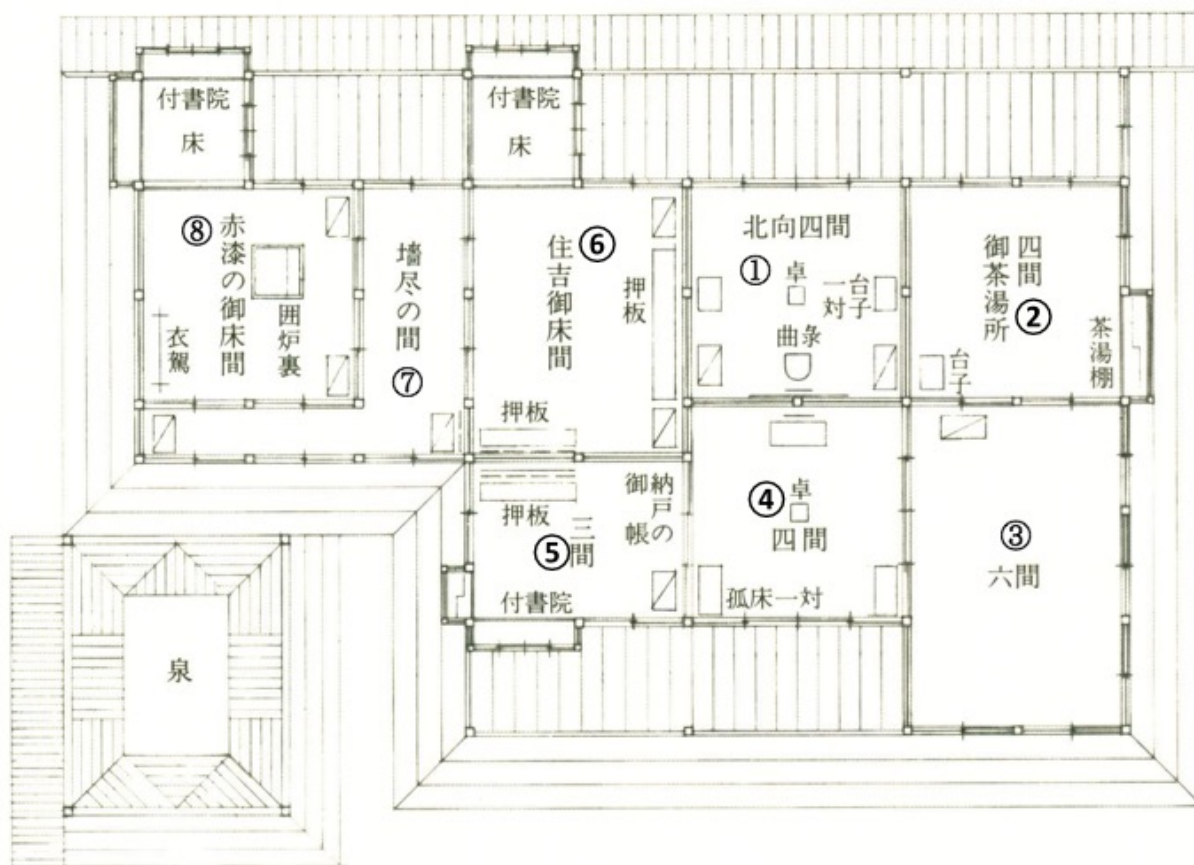 付書院
床
付書院
床
⑧
赤漆の御床間
囲炉裏
衣駕
墻尽の間
⑦
⑥
住吉御床間
押板
押板
北向四間
①
卓
台子
一対
曲彔
四間
御茶湯所
②
台子
茶湯棚
③
六間
④
卓
四間
孤床一対
納戸の
御帳
押板
三間
⑤
付書院
泉